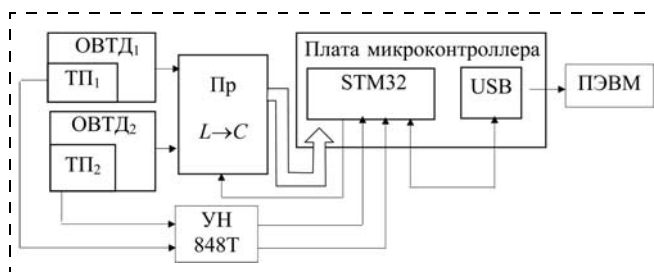 ОВТД₁
ТП₁
ОВТД₂
ТП₂
Пр
L→C
Плата микроконтроллера
STM32
USB
ПЭВМ
УН
848Т